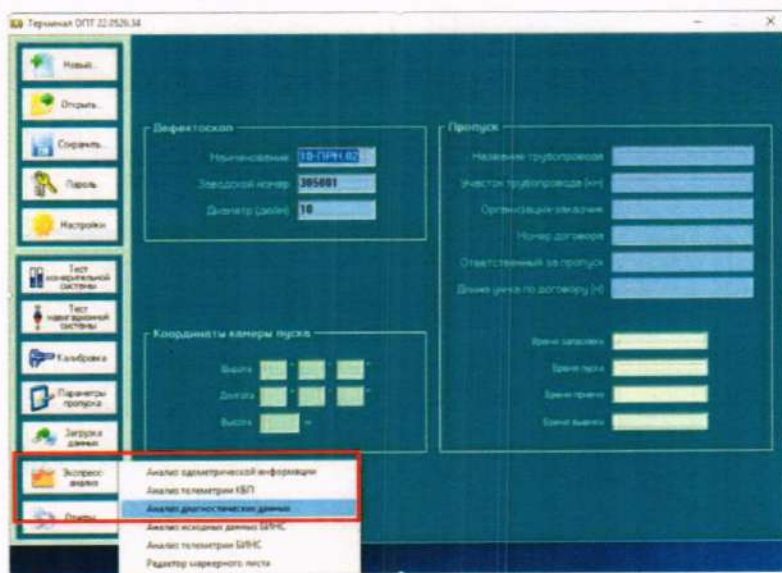 Терминал ОПТ 22.0526.34
Новый...
Открыть...
Сохранить...
Пароль
Настройки
Тест
измерительной
системы
Тест
навигационной
системы
Калибровка
Параметры
пропуска
Загрузка
данных
Экспресс-
анализ
Отчеты
Дефектоскоп
Наименование 10-ПРН.02
Заводской номер 305001
Диаметр (дюйм) 10
Координаты камеры пуска
Широта
Долгота
Высота м
Пропуск
Название трубопровода
Участок трубопровода (км)
Организация-заказчик
Номер договора
Ответственный за пропуск
Длина участка по договору (м)
Время запасовки
Время пуска
Время приема
Время выемки
Анализ одометрической информации
Анализ телеметрии КБП
Анализ диагностических данных
Анализ исходных данных БИНС
Анализ телеметрии БИНС
Редактор маркерного листа